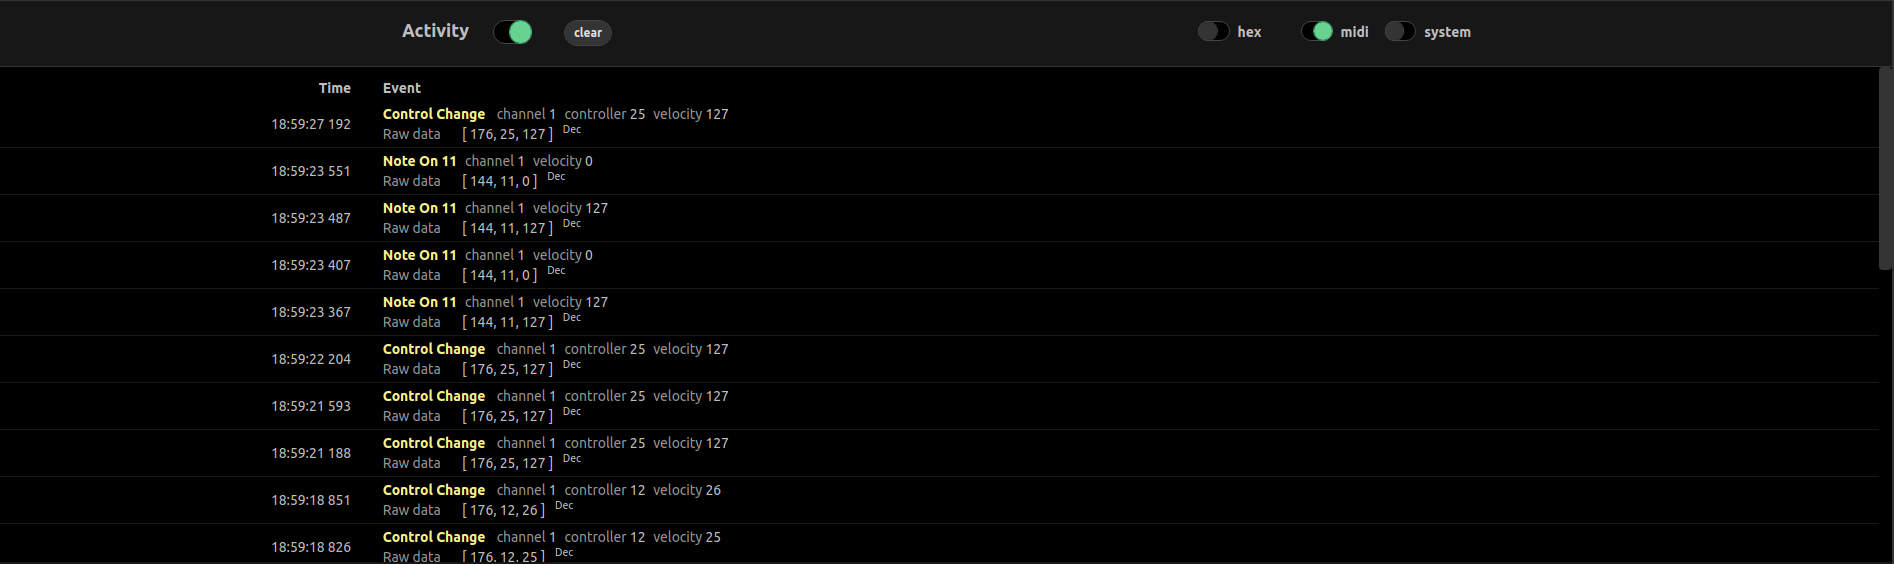 Activity clear hex midi system
Time Event
Control Change channel 1 controller 25 velocity 127
18:59:27 192
Raw data [ 176, 25, 127 ] Dec
Note On 11 channel 1 velocity 0
18:59:23 551
Raw data [ 144, 11, 0 ] Dec
Note On 11 channel 1 velocity 127
18:59:23 487
Raw data [ 144, 11, 127 ] Dec
Note On 11 channel 1 velocity 0
18:59:23 407
Raw data [ 144, 11, 0 ] Dec
Note On 11 channel 1 velocity 127
18:59:23 367
Raw data [ 144, 11, 127 ] Dec
Control Change channel 1 controller 25 velocity 127
18:59:22 204
Raw data [ 176, 25, 127 ] Dec
Control Change channel 1 controller 25 velocity 127
18:59:21 593
Raw data [ 176, 25, 127 ] Dec
Control Change channel 1 controller 25 velocity 127
18:59:21 188
Raw data [ 176, 25, 127 ] Dec
Control Change channel 1 controller 12 velocity 26
18:59:18 851
Raw data [ 176, 12, 26 ] Dec
Control Change channel 1 controller 12 velocity 25
18:59:18 826
Raw data [ 176, 12, 25 ] Dec